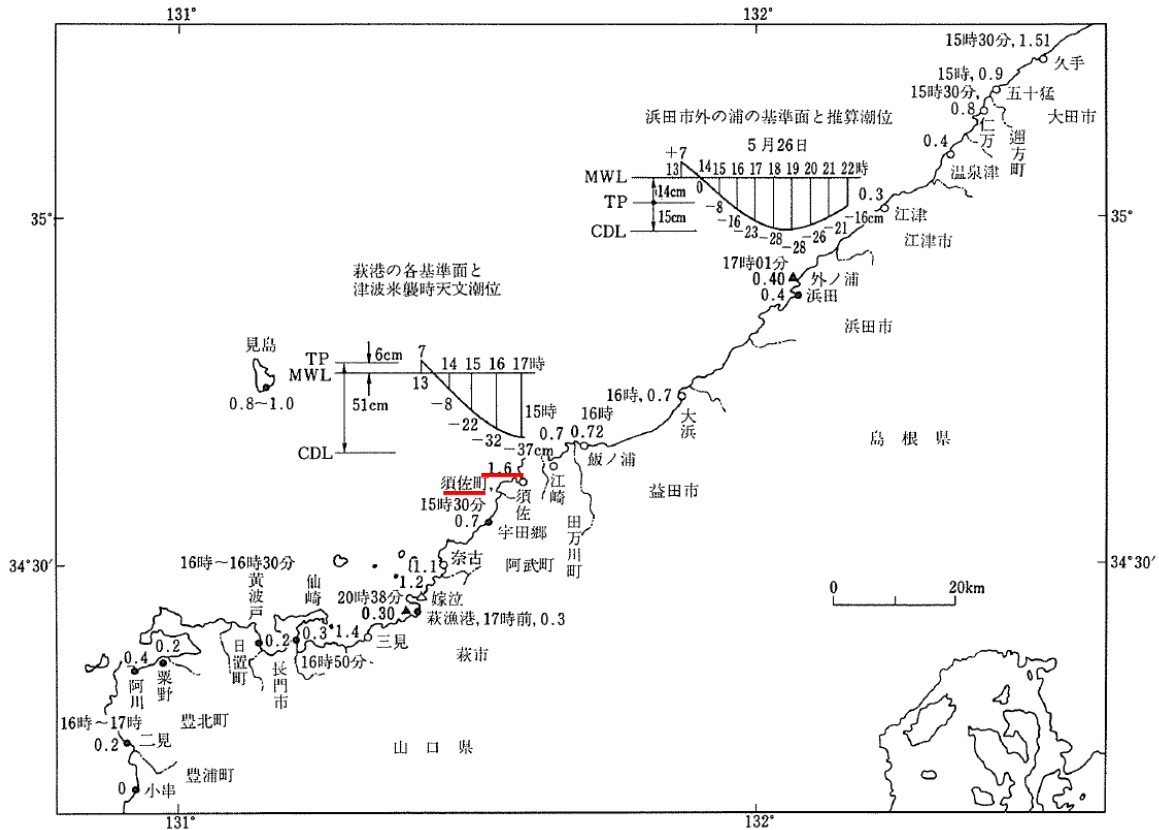 131°
132°
15時30分,1.51
久手
15時,0.9
五十猛
15時30分,
0.8
仁万
大田市
浜田市外の浦の基準面と推算潮位
5月26日
+7
13 14 15 16 17 18 19 20 21 22時
MWL
14cm
TP
15cm
CDL
0
-8
-16
-23
-28
-28
-26
-21
-16cm
0.4
温泉津
0.3
江津
江津市
35°
35°
17時01分
0.40
外ノ浦
0.4
浜田
浜田市
萩港の各基準面と
津波来襲時天文潮位
見島
0.8～1.0
TP
6cm
MWL
51cm
CDL
7
13
14 15 16 17時
-8
-22
-32
-37cm
15時
0.7
16時
0.72
16時,0.7
大浜
飯ノ浦
江崎
益田市
島根県
1.6
須佐町,
須佐
田万川町
15時30分
0.7
宇田郷
阿武町
34°30′
34°30′
奈古
(1.1)
1.2
嫁泣
20時38分
0.30
萩漁港,17時前,0.3
16時～16時30分
黄波戸
仙崎
0.2
0.3
1.4
三見
萩市
16時50分
長門市
日置町
0.2
粟野
0.4
阿川
豊北町
16時～17時
0.2
二見
豊浦町
0
小串
山口県
0
20km
131°
132°